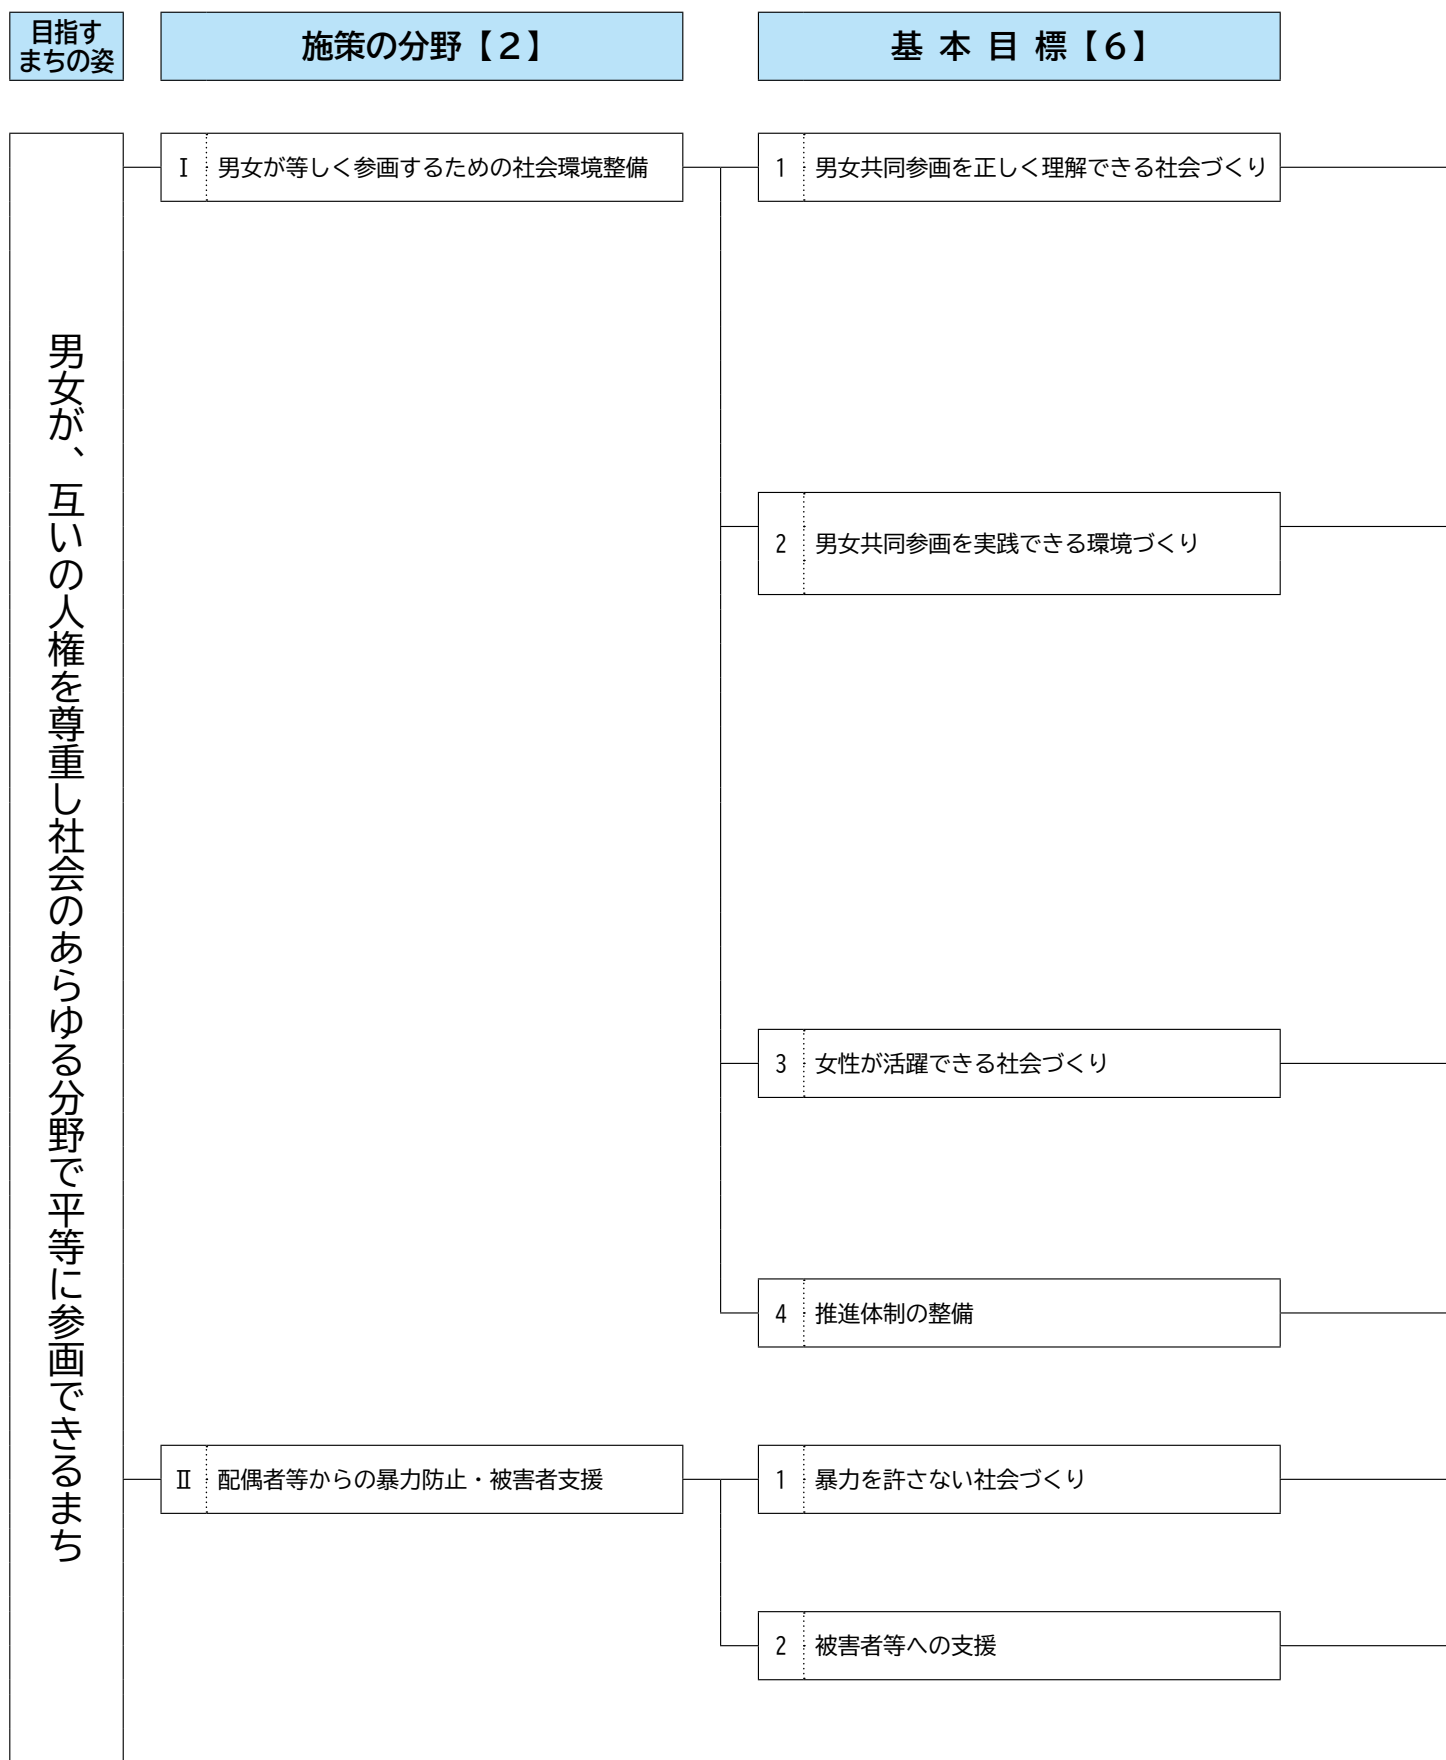 目指す
まちの姿
施策の分野【２】
基 本 目 標【６】
男女が、互いの人権を尊重し社会のあらゆる分野で平等に参画できるまち
Ⅰ 男女が等しく参画するための社会環境整備
1 男女共同参画を正しく理解できる社会づくり
2 男女共同参画を実践できる環境づくり
3 女性が活躍できる社会づくり
4 推進体制の整備
Ⅱ 配偶者等からの暴力防止・被害者支援
1 暴力を許さない社会づくり
2 被害者等への支援